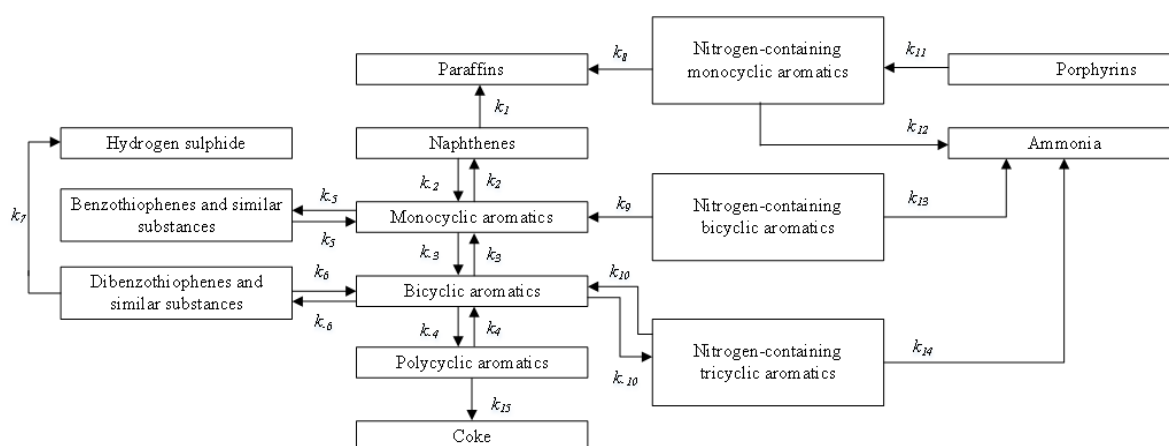 k8
Nitrogen-containing
monocyclic aromatics
k11
Paraffins
Porphyrins
k1
k12
Hydrogen sulphide
Naphthenes
Ammonia
k-2
k2
k7
Benzothiophenes and similar
substances
k-5
k5
Monocyclic aromatics
k9
Nitrogen-containing
bicyclic aromatics
k13
k-3
k3
Dibenzothiophenes and
similar substances
k6
k-6
Bicyclic aromatics
k10
k-10
k-4
k4
Nitrogen-containing
tricyclic aromatics
k14
Polycyclic aromatics
k15
Coke